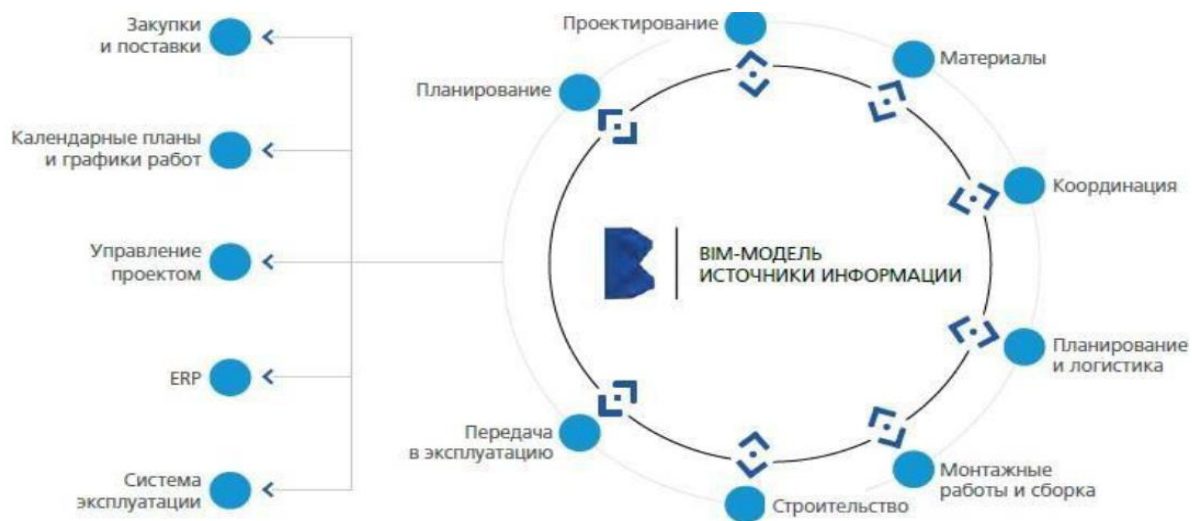 Закупки
и поставки
Календарные планы
и графики работ
Управление
проектом
ERP
Система
эксплуатации
Проектирование
Планирование
Материалы
Координация
BIM-МОДЕЛЬ
ИСТОЧНИКИ ИНФОРМАЦИИ
Планирование
и логистика
Передача
в эксплуатацию
Монтажные
работы и сборка
Строительство